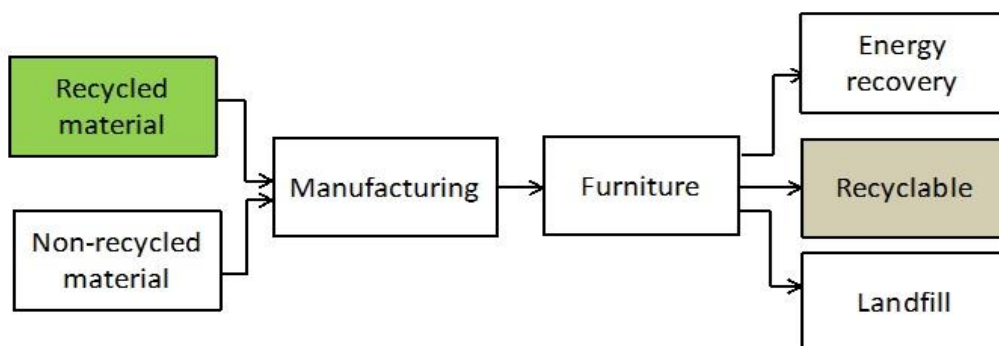 Recycled
material
Non-recycled
material
Manufacturing
Furniture
Energy
recovery
Recyclable
Landfill